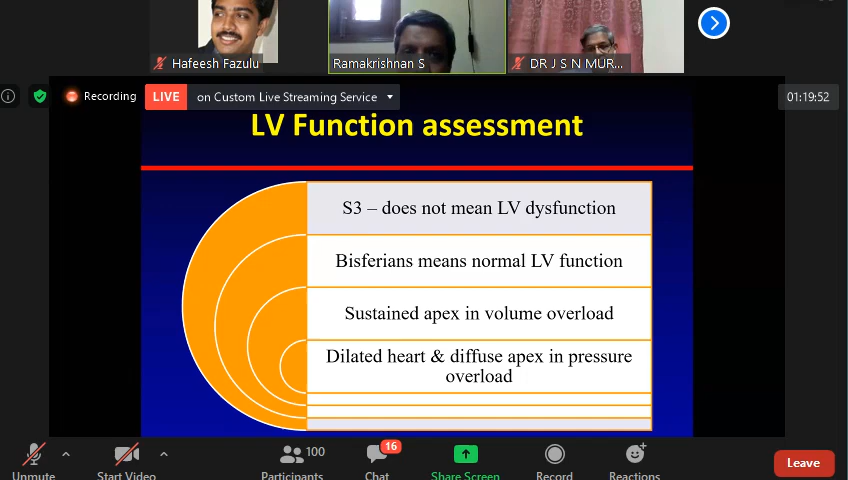 Hafeesh Fazulu
Ramakrishnan S
DR J S N MUR...
Recording
LIVE
on Custom Live Streaming Service
01:19:52
LV Function assessment
S3 – does not mean LV dysfunction
Bisferians means normal LV function
Sustained apex in volume overload
Dilated heart & diffuse apex in pressure
overload
Unmute
Start Video
100
Participants
16
Chat
Share Screen
Record
Reactions
Leave